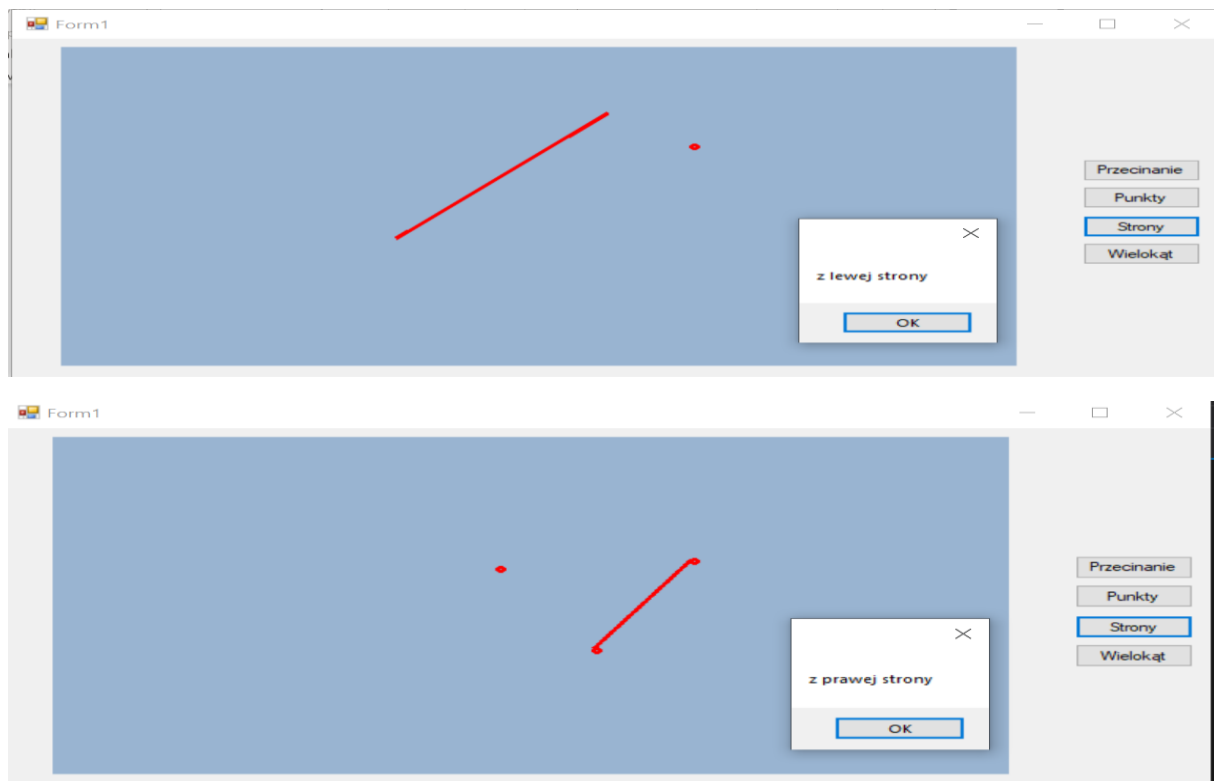 Form1
Przecinanie
Punkty
Strony
Wielokąt
z lewej strony
OK
Form1
Przecinanie
Punkty
Strony
Wielokąt
z prawej strony
OK